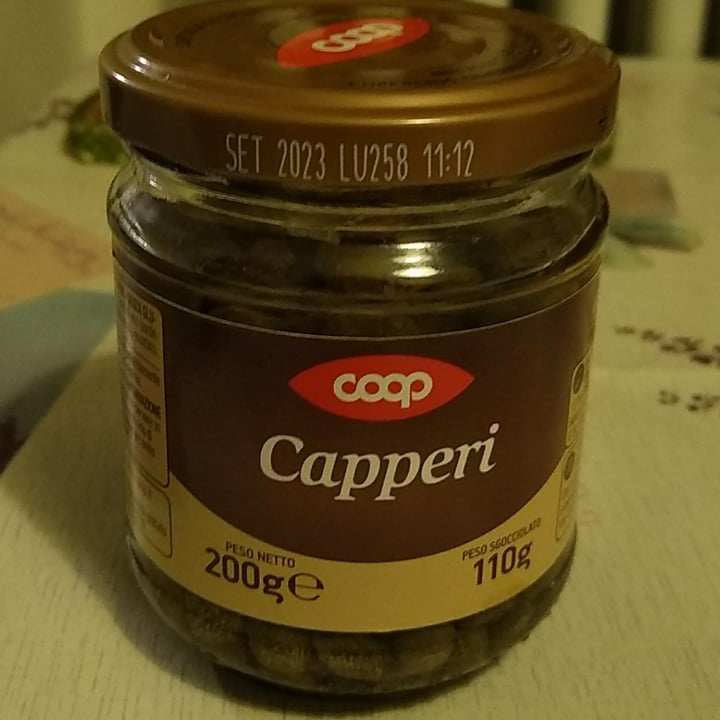 coop
SET 2023 LU258 11:12
coop
Capperi
PESO NETTO
200g e
PESO SGOCCIOLATO
110g